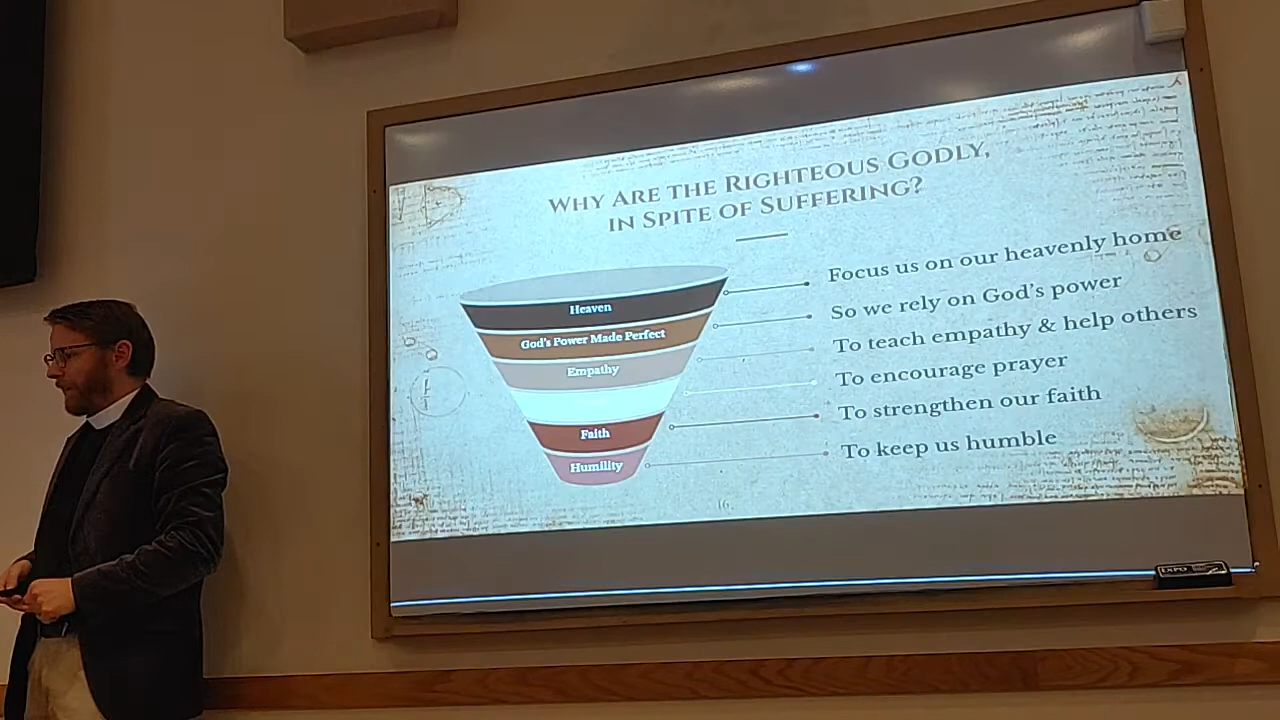 Why Are the Righteous Godly,
in Spite of Suffering?
Heaven
God's Power Made Perfect
Empathy
Faith
Humility
Focus us on our heavenly home
So we rely on God's power
To teach empathy & help others
To encourage prayer
To strengthen our faith
To keep us humble
16
EXPO